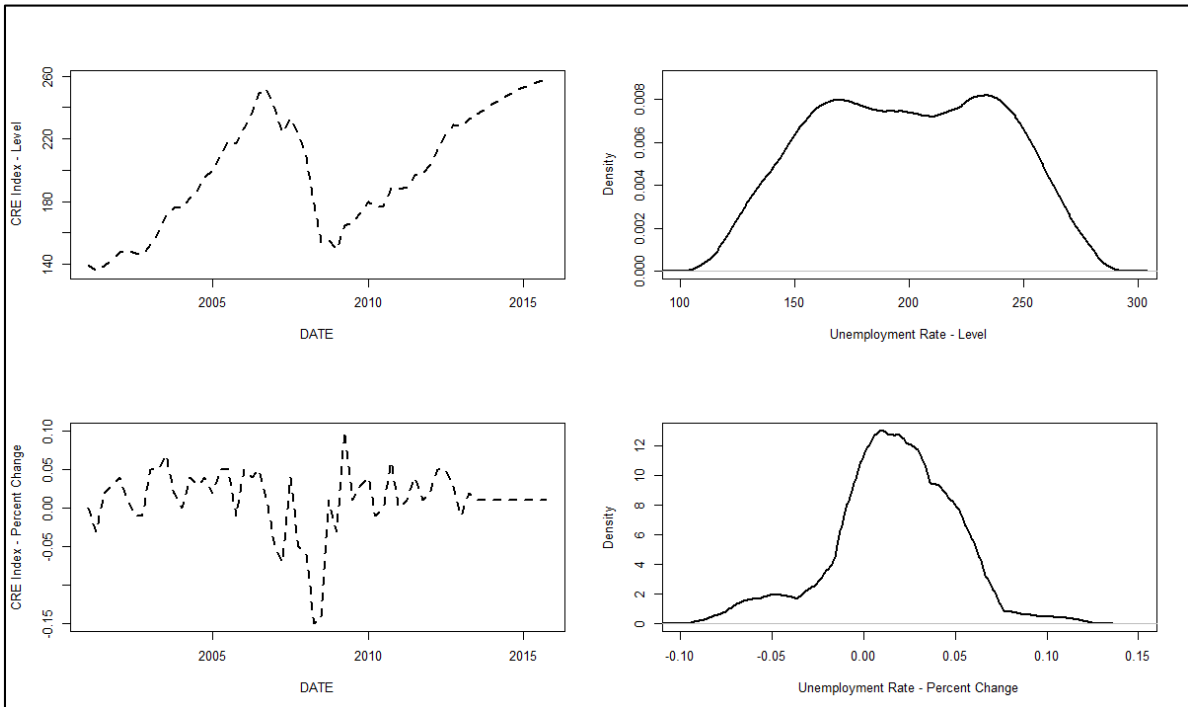 CRE Index - Level
140 180 220 260
2005 2010 2015
DATE
Density
0.000 0.002 0.004 0.006 0.008
100 150 200 250 300
Unemployment Rate - Level
CRE Index - Percent Change
-0.15 -0.05 0.00 0.05 0.10
2005 2010 2015
DATE
Density
0 2 4 6 8 10 12
-0.10 -0.05 0.00 0.05 0.10 0.15
Unemployment Rate - Percent Change